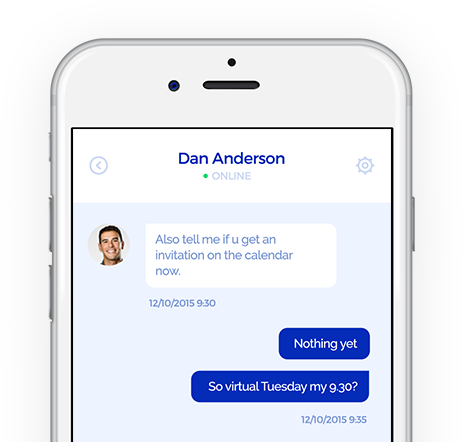 Dan Anderson
ONLINE
Also tell me if u get an
invitation on the calendar
now.
12/10/2015 9:30
Nothing yet
So virtual Tuesday my 9.30?
12/10/2015 9:35